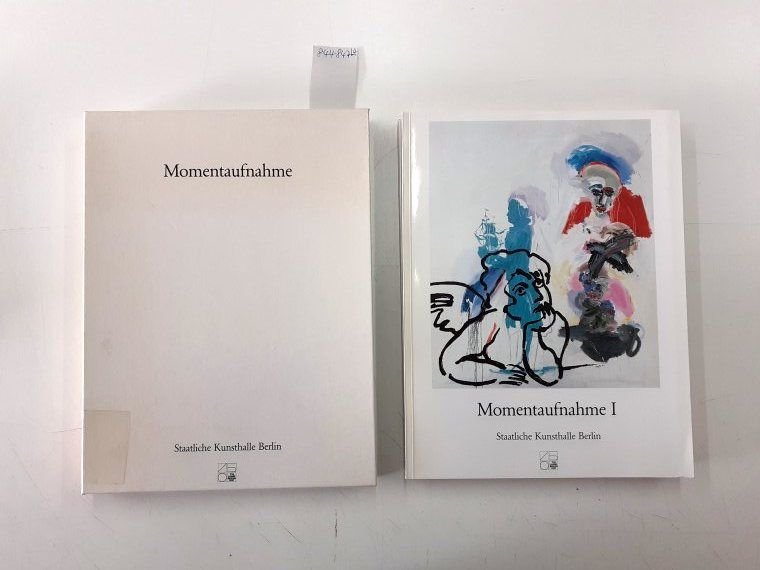 Momentaufnahme
Staatliche Kunsthalle Berlin
Momentaufnahme I
Staatliche Kunsthalle Berlin